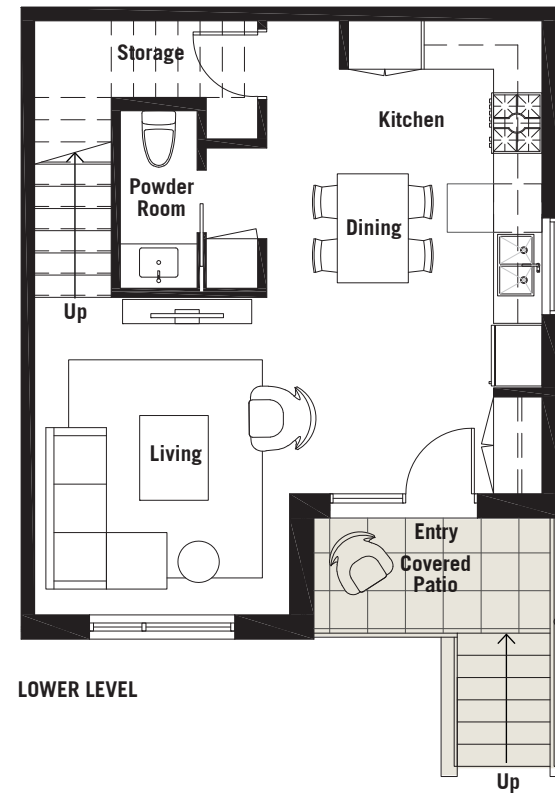 Storage
Kitchen
Powder
Room
Dining
Up
Living
Entry
Covered
Patio
LOWER LEVEL
Up